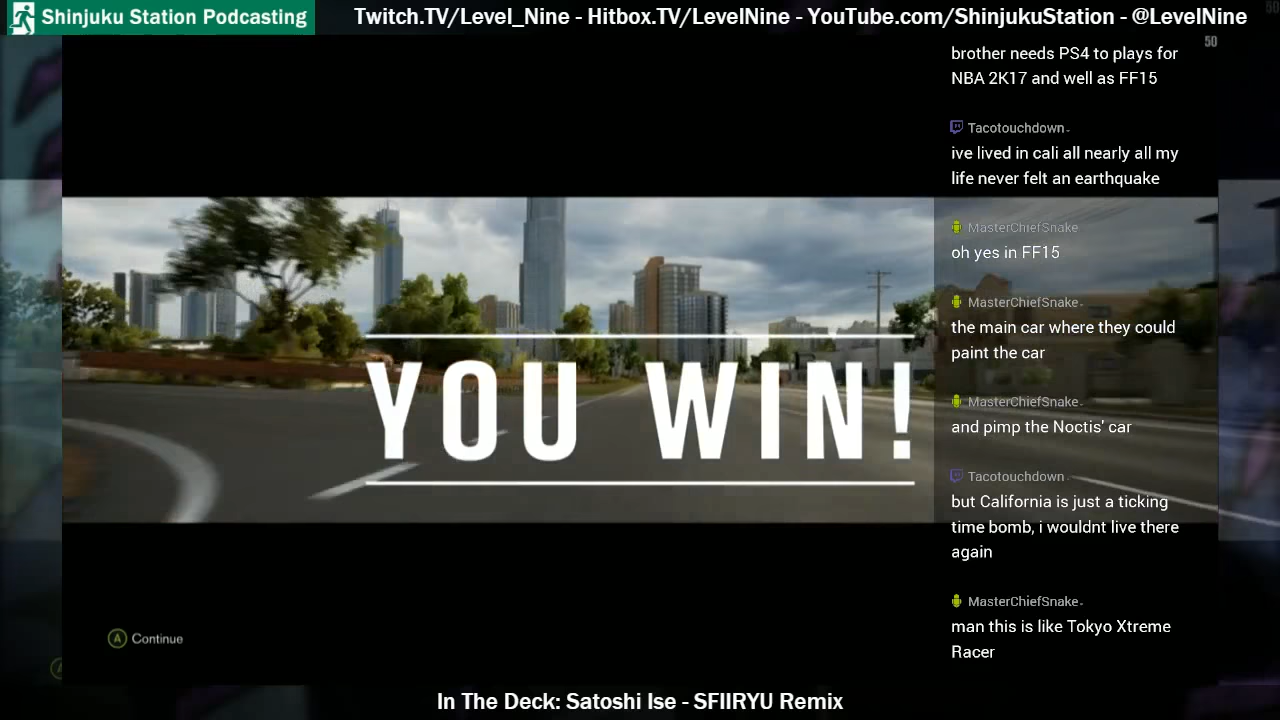 Shinjuku Station Podcasting
Twitch.TV/Level_Nine - Hitbox.TV/LevelNine - YouTube.com/ShinjukuStation - @LevelNine
50
50
brother needs PS4 to plays for
NBA 2K17 and well as FF15
Tacotouchdown
ive lived in cali all nearly all my
life never felt an earthquake
MasterChiefSnake
oh yes in FF15
MasterChiefSnake
the main car where they could
paint the car
MasterChiefSnake
and pimp the Noctis' car
Tacotouchdown
but California is just a ticking
time bomb, i wouldnt live there
again
MasterChiefSnake
man this is like Tokyo Xtreme
Racer
YOU WIN!
A Continue
A
In The Deck: Satoshi Ise - SFIIRYU Remix